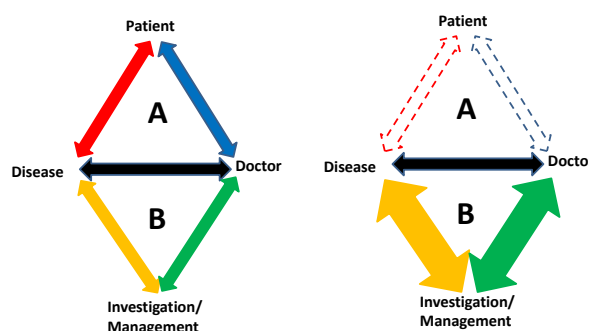 Patient
A
Disease
Doctor
B
Investigation/
Management
Patient
A
Disease
Docto
B
Investigation/
Management